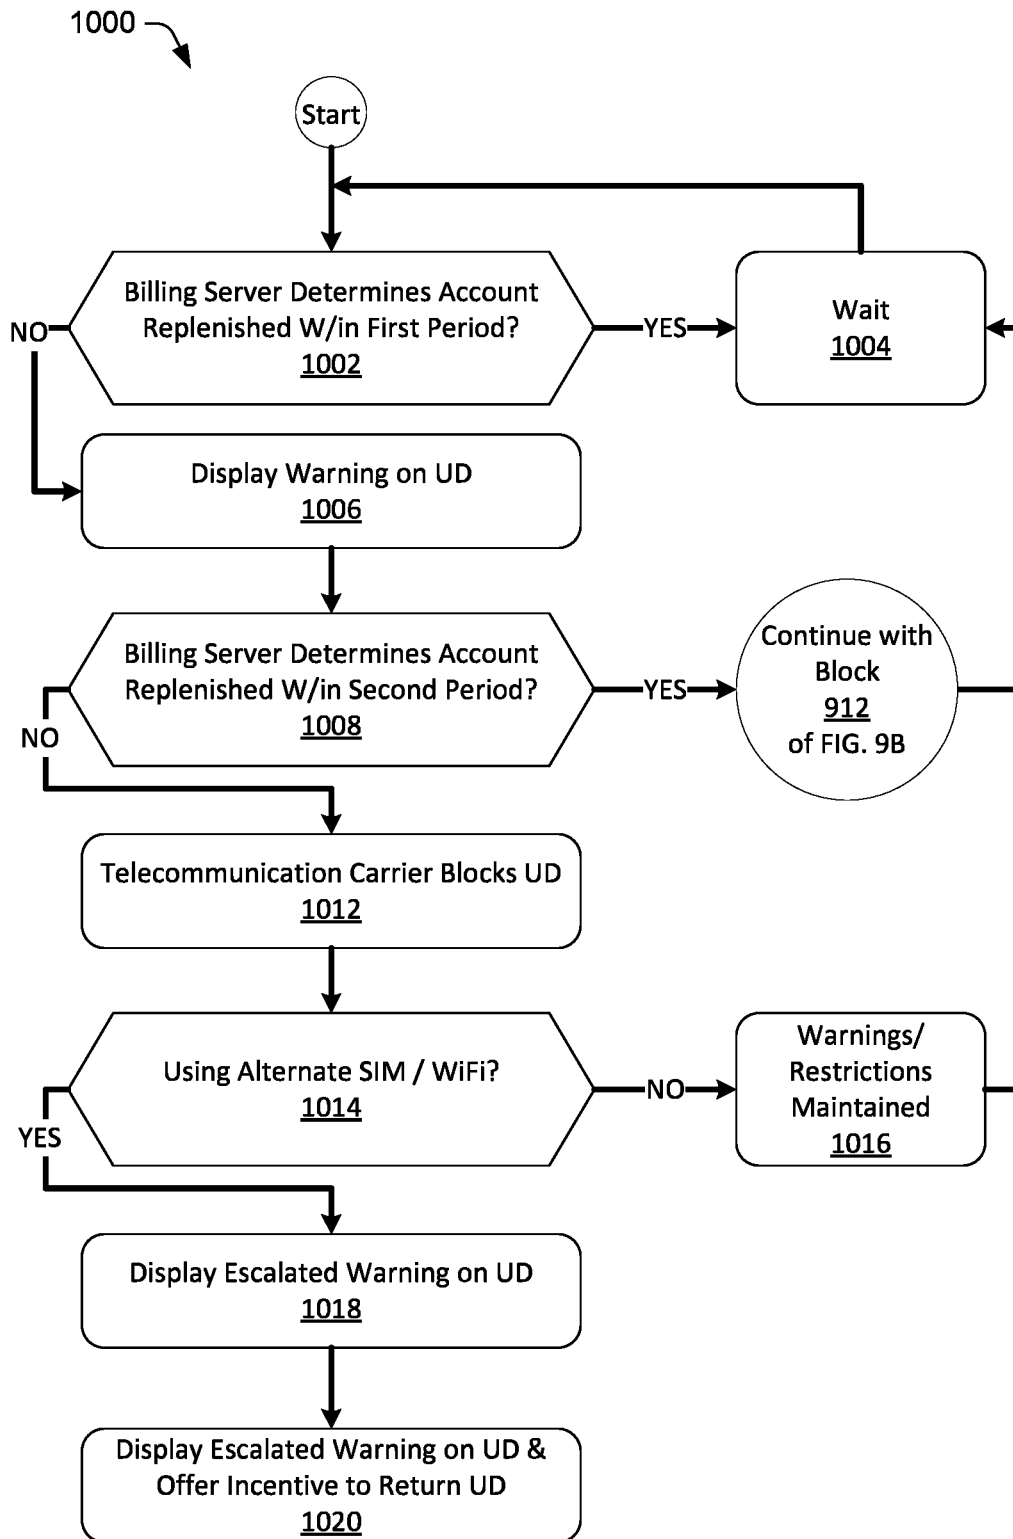 1000
Start
Billing Server Determines Account
Replenished W/in First Period?
1002
NO
YES
Wait
1004
Display Warning on UD
1006
Billing Server Determines Account
Replenished W/in Second Period?
1008
NO
YES
Continue with
Block
912
of FIG. 9B
Telecommunication Carrier Blocks UD
1012
Using Alternate SIM / WiFi?
1014
YES
NO
Warnings/
Restrictions
Maintained
1016
Display Escalated Warning on UD
1018
Display Escalated Warning on UD &
Offer Incentive to Return UD
1020